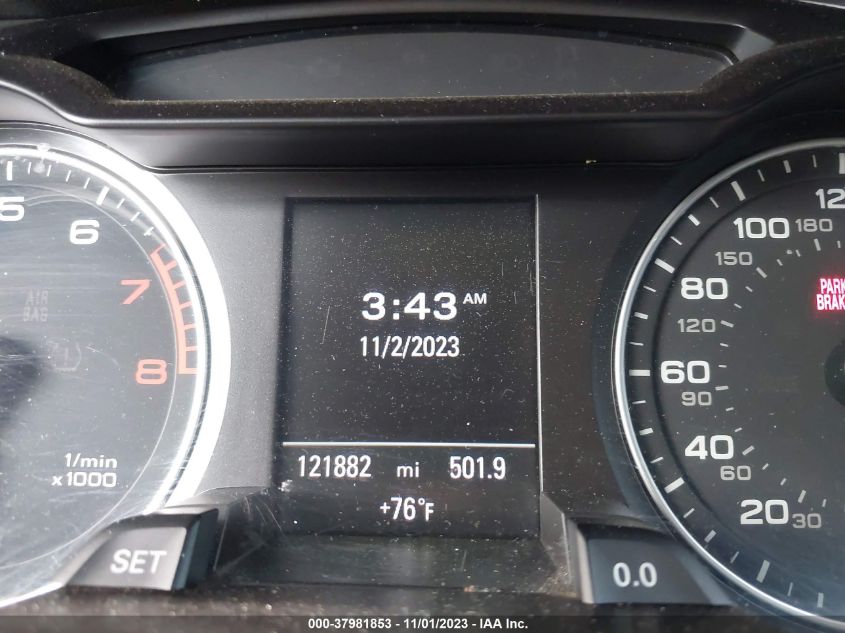 5
6
7
8
AIR
BAG
1/min
x 1000
SET
3:43 AM
11/2/2023
121882 mi 501.9
+76°F
0.0
100 180
150
80
120
60
90
40
60
20 30
PARK
BRAK
000-37981853 - 11/01/2023 - IAA, Inc.